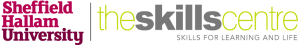 Sheffield
Hallam
University
theskillscentre
SKILLS FOR LEARNING AND LIFE